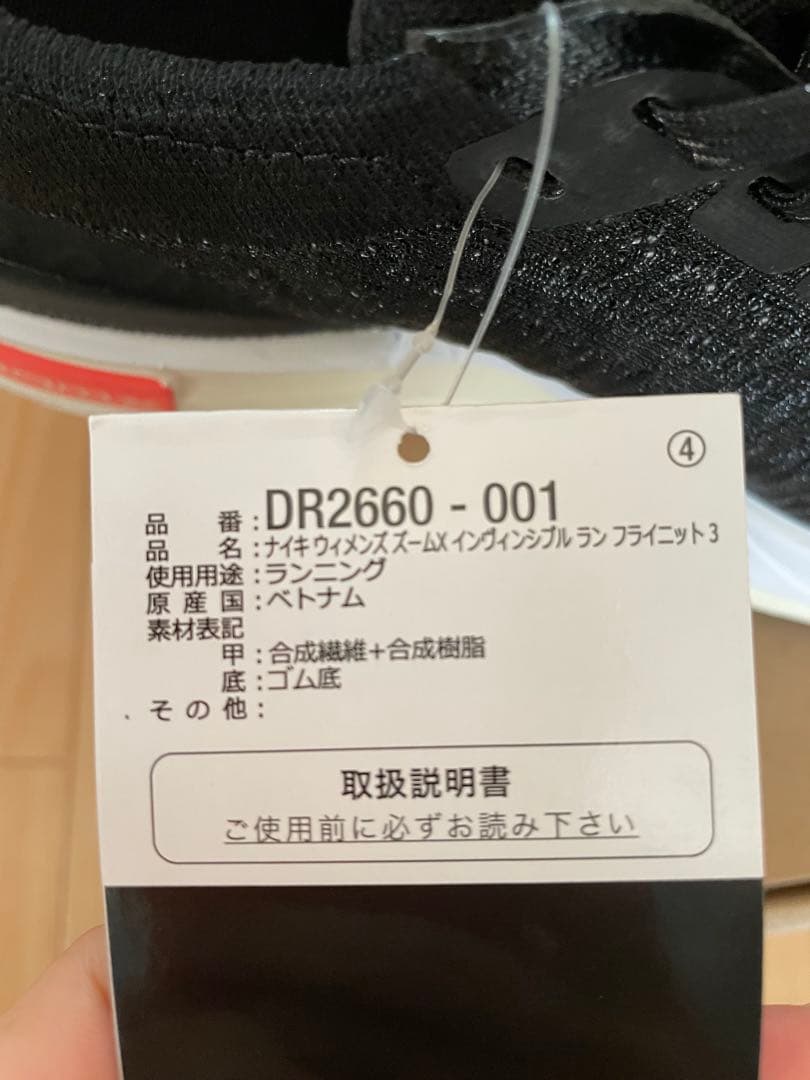 ④
品番:DR2660 - 001
品名:ナイキ ウィメンズ ズームX インヴィンシブル ラン フライニット 3
使用用途:ランニング
原産国:ベトナム
素材表記
甲:合成繊維+合成樹脂
底:ゴム底
その他:
取扱説明書
ご使用前に必ずお読み下さい